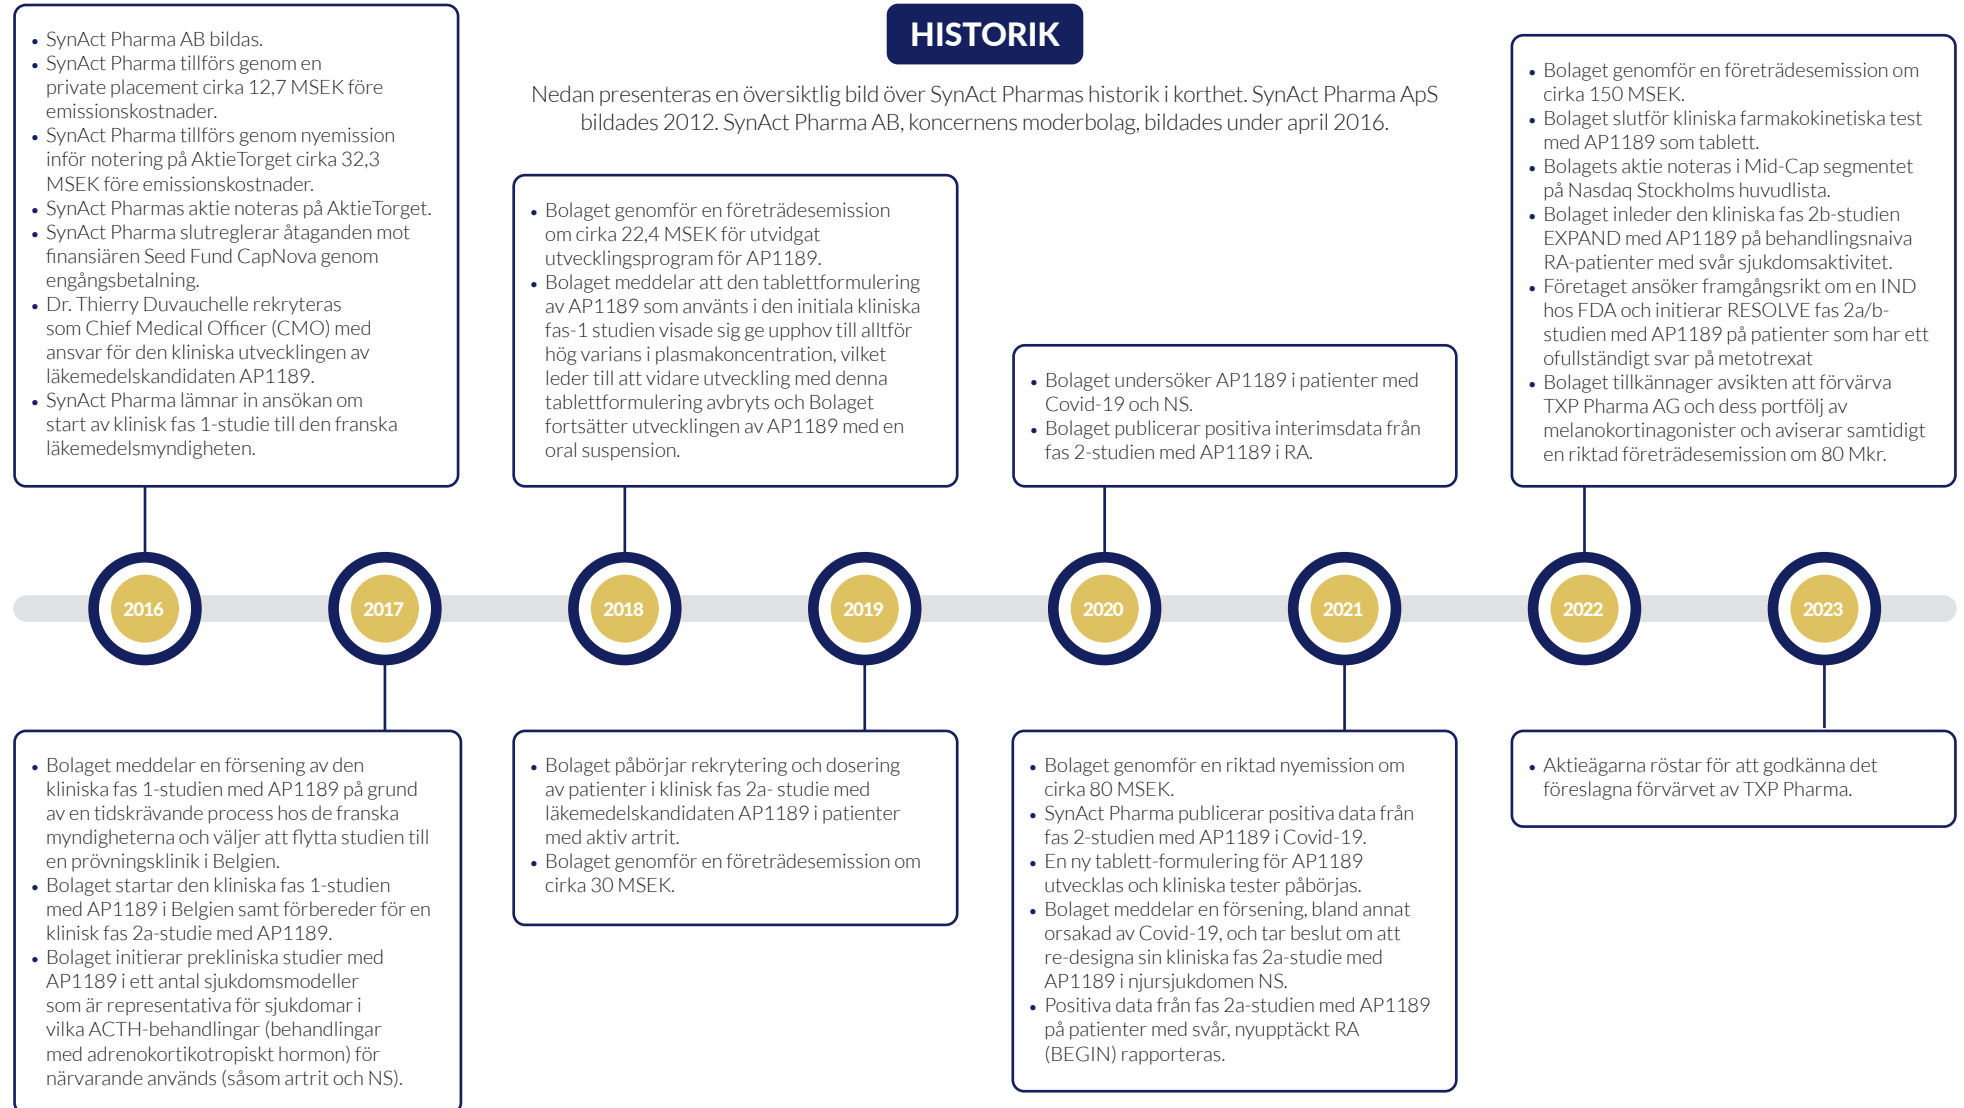 HISTORIK
Nedan presenteras en översiktlig bild över SynAct Pharmas historik i korthet. SynAct Pharma ApS
bildades 2012. SynAct Pharma AB, koncernens moderbolag, bildades under april 2016.
• SynAct Pharma AB bildas.
• SynAct Pharma tillförs genom en
private placement cirka 12,7 MSEK före
emissionskostnader.
• SynAct Pharma tillförs genom nyemission
inför notering på AktieTorget cirka 32,3
MSEK före emissionskostnader.
• SynAct Pharmas aktie noteras på AktieTorget.
• SynAct Pharma slutreglerar åtaganden mot
finansiären Seed Fund CapNova genom
engångsbetalning.
• Dr. Thierry Duvauchelle rekryteras
som Chief Medical Officer (CMO) med
ansvar för den kliniska utvecklingen av
läkemedelskandidaten AP1189.
• SynAct Pharma lämnar in ansökan om
start av klinisk fas 1-studie till den franska
läkemedelsmyndigheten.
• Bolaget genomför en företrädesemission
om cirka 22,4 MSEK för utvidgat
utvecklingsprogram för AP1189.
• Bolaget meddelar att den tablettformulering
av AP1189 som använts i den initiala kliniska
fas-1 studien visade sig ge upphov till alltför
hög varians i plasmakoncentration, vilket
leder till att vidare utveckling med denna
tablettformulering avbryts och Bolaget
fortsätter utvecklingen av AP1189 med en
oral suspension.
• Bolaget undersöker AP1189 i patienter med
Covid-19 och NS.
• Bolaget publicerar positiva interimsdata från
fas 2-studien med AP1189 i RA.
• Bolaget genomför en företrädesemission om
cirka 150 MSEK.
• Bolaget slutför kliniska farmakokinetiska test
med AP1189 som tablett.
• Bolagets aktie noteras i Mid-Cap segmentet
på Nasdaq Stockholms huvudlista.
• Bolaget inleder den kliniska fas 2b-studien
EXPAND med AP1189 på behandlingsnaiva
RA-patienter med svår sjukdomsaktivitet.
• Företaget ansöker framgångsrikt om en IND
hos FDA och initierar RESOLVE fas 2a/b-
studien med AP1189 på patienter som har ett
ofullständigt svar på metotrexat
• Bolaget tillkännager avsikten att förvärva
TXP Pharma AG och dess portfölj av
melanokortinagonister och aviserar samtidigt
en riktad företrädesemission om 80 Mkr.
2016
2017
2018
2019
2020
2021
2022
2023
• Bolaget meddelar en försening av den
kliniska fas 1-studien med AP1189 på grund
av en tidskrävande process hos de franska
myndigheterna och väljer att flytta studien till
en prövningsklinik i Belgien.
• Bolaget startar den kliniska fas 1-studien
med AP1189 i Belgien samt förbereder för en
klinisk fas 2a-studie med AP1189.
• Bolaget initierar prekliniska studier med
AP1189 i ett antal sjukdomsmodeller
som är representativa för sjukdomar i
vilka ACTH-behandlingar (behandlingar
med adrenokortikotropiskt hormon) för
närvarande används (såsom artrit och NS).
• Bolaget påbörjar rekrytering och dosering
av patienter i klinisk fas 2a- studie med
läkemedelskandidaten AP1189 i patienter
med aktiv artrit.
• Bolaget genomför en företrädesemission om
cirka 30 MSEK.
• Bolaget genomför en riktad nyemission om
cirka 80 MSEK.
• SynAct Pharma publicerar positiva data från
fas 2-studien med AP1189 i Covid-19.
• En ny tablett-formulering för AP1189
utvecklas och kliniska tester påbörjas.
• Bolaget meddelar en försening, bland annat
orsakad av Covid-19, och tar beslut om att
re-designa sin kliniska fas 2a-studie med
AP1189 i njursjukdomen NS.
• Positiva data från fas 2a-studien med AP1189
på patienter med svår, nyupptäckt RA
(BEGIN) rapporteras.
• Aktieägarna röstar för att godkänna det
föreslagna förvärvet av TXP Pharma.